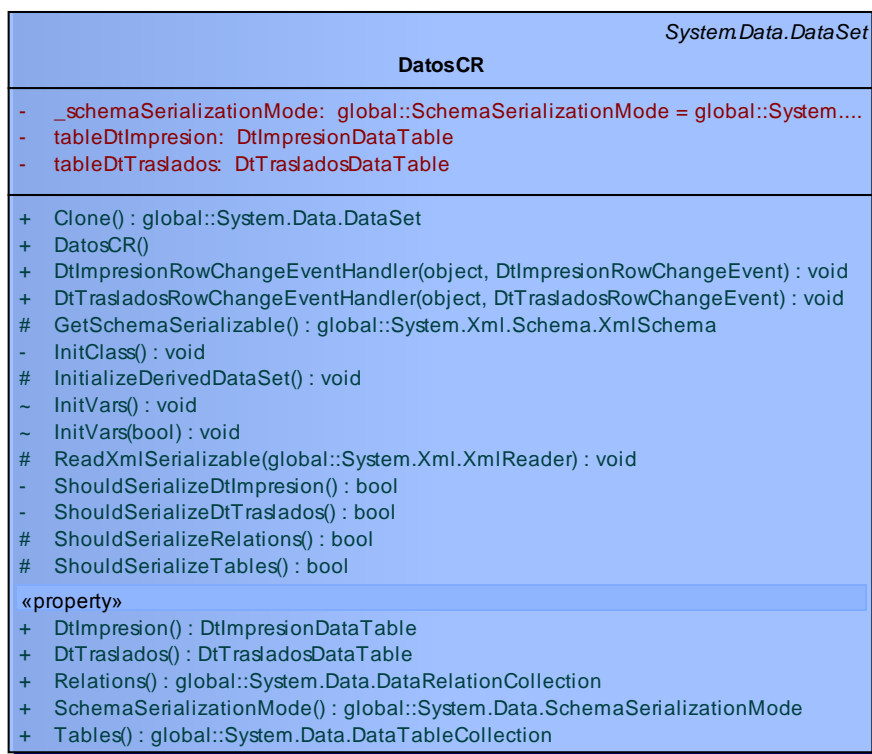 System.Data.DataSet
DatosCR
- _schemaSerializationMode: global::SchemaSerializationMode = global::System....
- tableDtImpresion: DtImpresionDataTable
- tableDtTraslados: DtTrasladosDataTable
+ Clone() : global::System.Data.DataSet
+ DatosCR()
+ DtImpresionRowChangeEventHandler(object, DtImpresionRowChangeEvent) : void
+ DtTrasladosRowChangeEventHandler(object, DtTrasladosRowChangeEvent) : void
# GetSchemaSerializable() : global::System.Xml.Schema.XmlSchema
- InitClass() : void
# InitializeDerivedDataSet() : void
~ InitVars() : void
~ InitVars(bool) : void
# ReadXmlSerializable(global::System.Xml.XmlReader) : void
- ShouldSerializeDtImpresion() : bool
- ShouldSerializeDtTraslados() : bool
# ShouldSerializeRelations() : bool
# ShouldSerializeTables() : bool
«property»
+ DtImpresion() : DtImpresionDataTable
+ DtTraslados() : DtTrasladosDataTable
+ Relations() : global::System.Data.DataRelationCollection
+ SchemaSerializationMode() : global::System.Data.SchemaSerializationMode
+ Tables() : global::System.Data.DataTableCollection